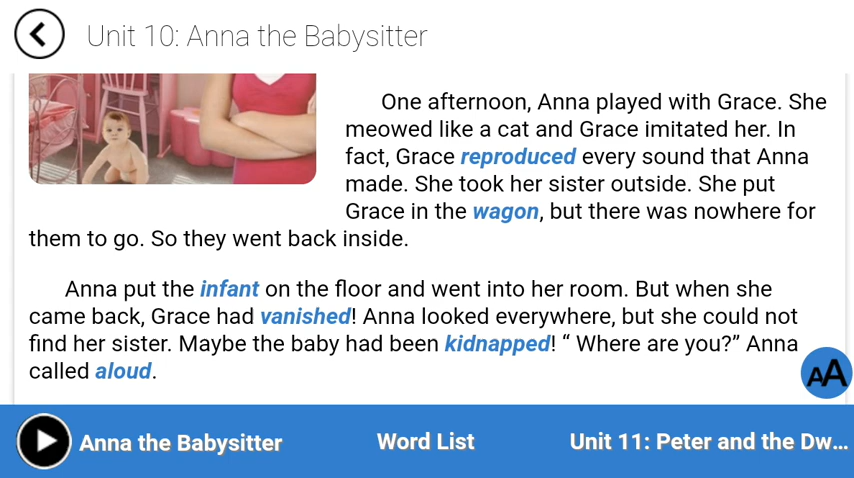 Unit 10: Anna the Babysitter
One afternoon, Anna played with Grace. She
meowed like a cat and Grace imitated her. In
fact, Grace reproduced every sound that Anna
made. She took her sister outside. She put
Grace in the wagon, but there was nowhere for
them to go. So they went back inside.
Anna put the infant on the floor and went into her room. But when she
came back, Grace had vanished! Anna looked everywhere, but she could not
find her sister. Maybe the baby had been kidnapped! “ Where are you?” Anna
called aloud.
AA
Anna the Babysitter
Word List
Unit 11: Peter and the Dw...